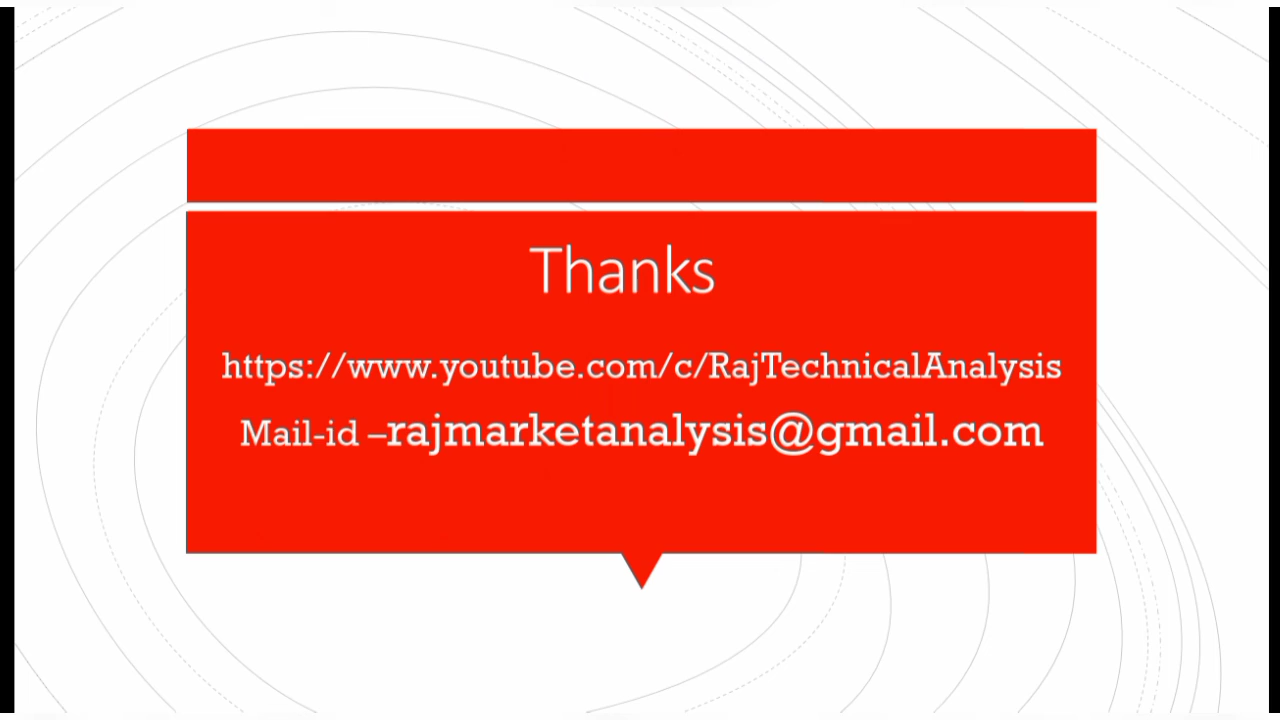 Thanks
https://www.youtube.com/c/RajTechnicalAnalysis
Mail-id –rajmarketanalysis@gmail.com